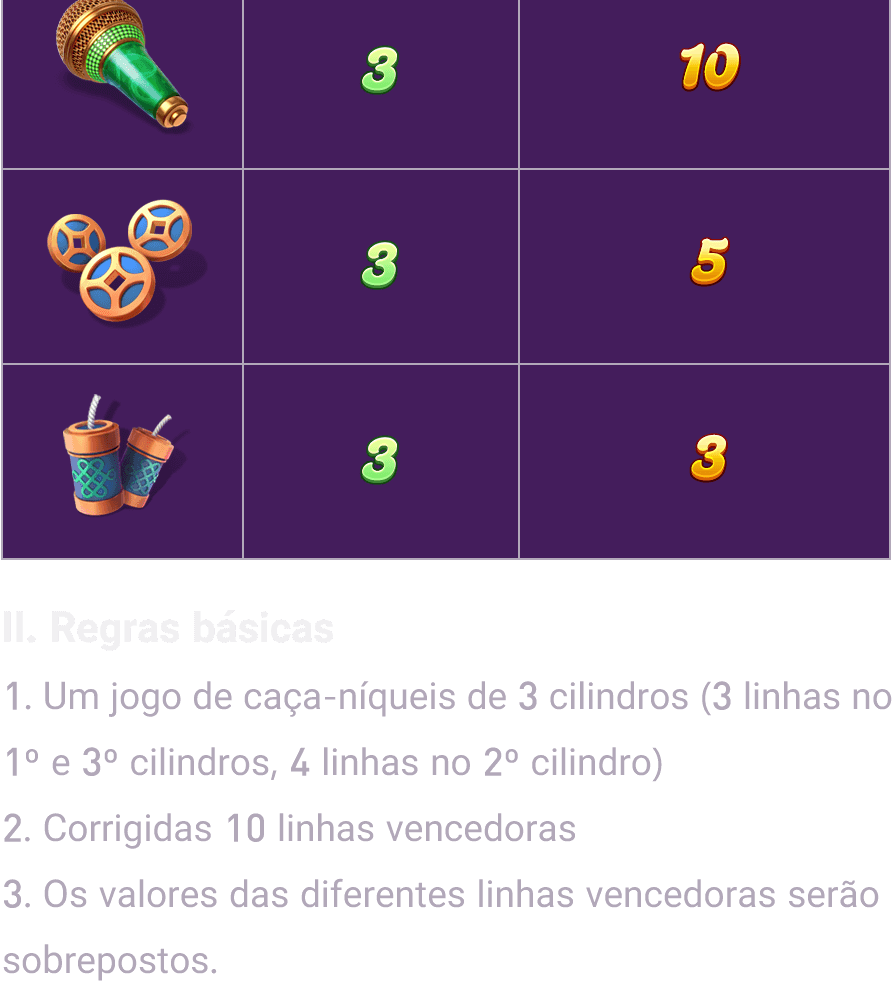 3 10
3 5
3 3
II. Regras básicas
1. Um jogo de caça-níqueis de 3 cilindros (3 linhas no
1º e 3º cilindros, 4 linhas no 2º cilindro)
2. Corrigidas 10 linhas vencedoras
3. Os valores das diferentes linhas vencedoras serão
sobrepostos.